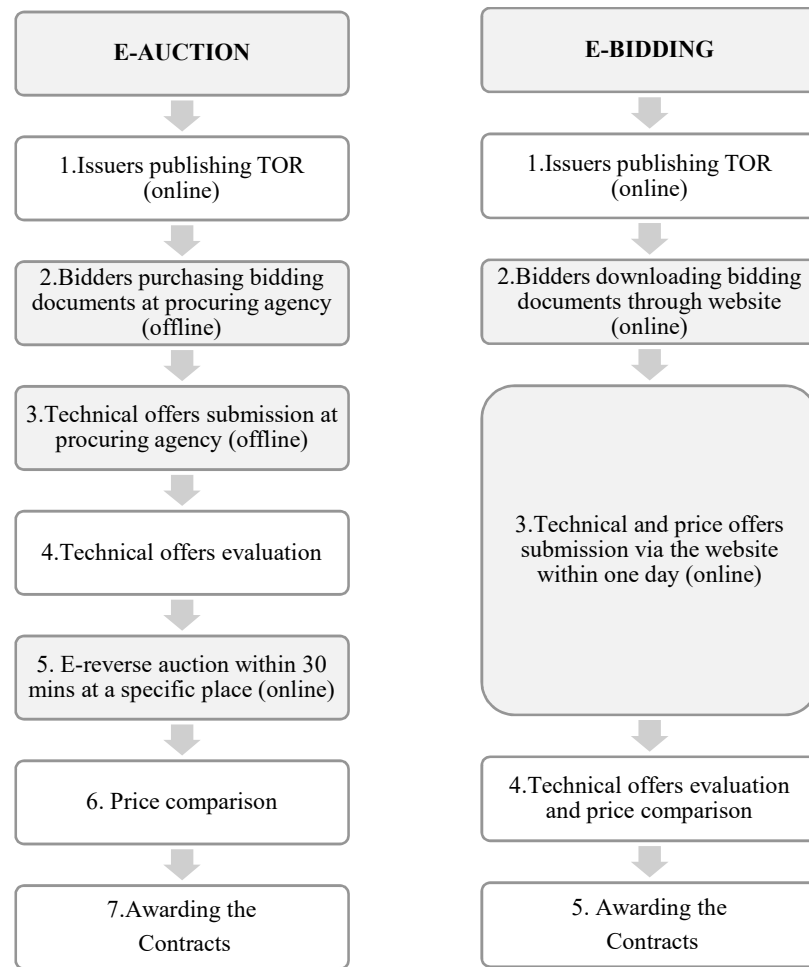 E-AUCTION
1.Issuers publishing TOR
(online)
2.Bidders purchasing bidding
documents at procuring agency
(offline)
3.Technical offers submission at
procuring agency (offline)
4.Technical offers evaluation
5. E-reverse auction within 30
mins at a specific place (online)
6. Price comparison
7.Awarding the
Contracts
E-BIDDING
1.Issuers publishing TOR
(online)
2.Bidders downloading bidding
documents through website
(online)
3.Technical and price offers
submission via the website
within one day (online)
4.Technical offers evaluation
and price comparison
5. Awarding the
Contracts